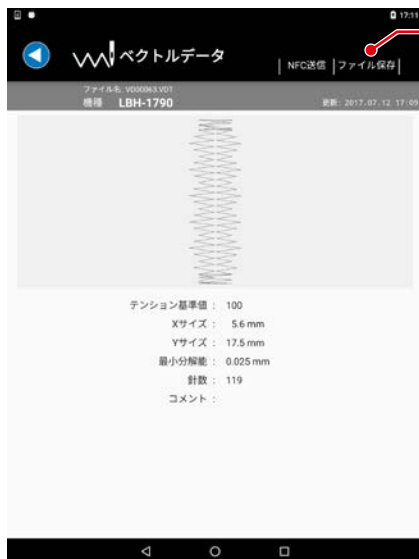 17:11
ベクトルデータ
NFC送信
ファイル保存
ファイル名: VD00063.VDT
機種 LBH-1790
更新: 2017.07.12 17:09
テンション基準値 : 100
Xサイズ : 5.6 mm
Yサイズ : 17.5 mm
最小分解能 : 0.025 mm
針数 : 119
コメント :